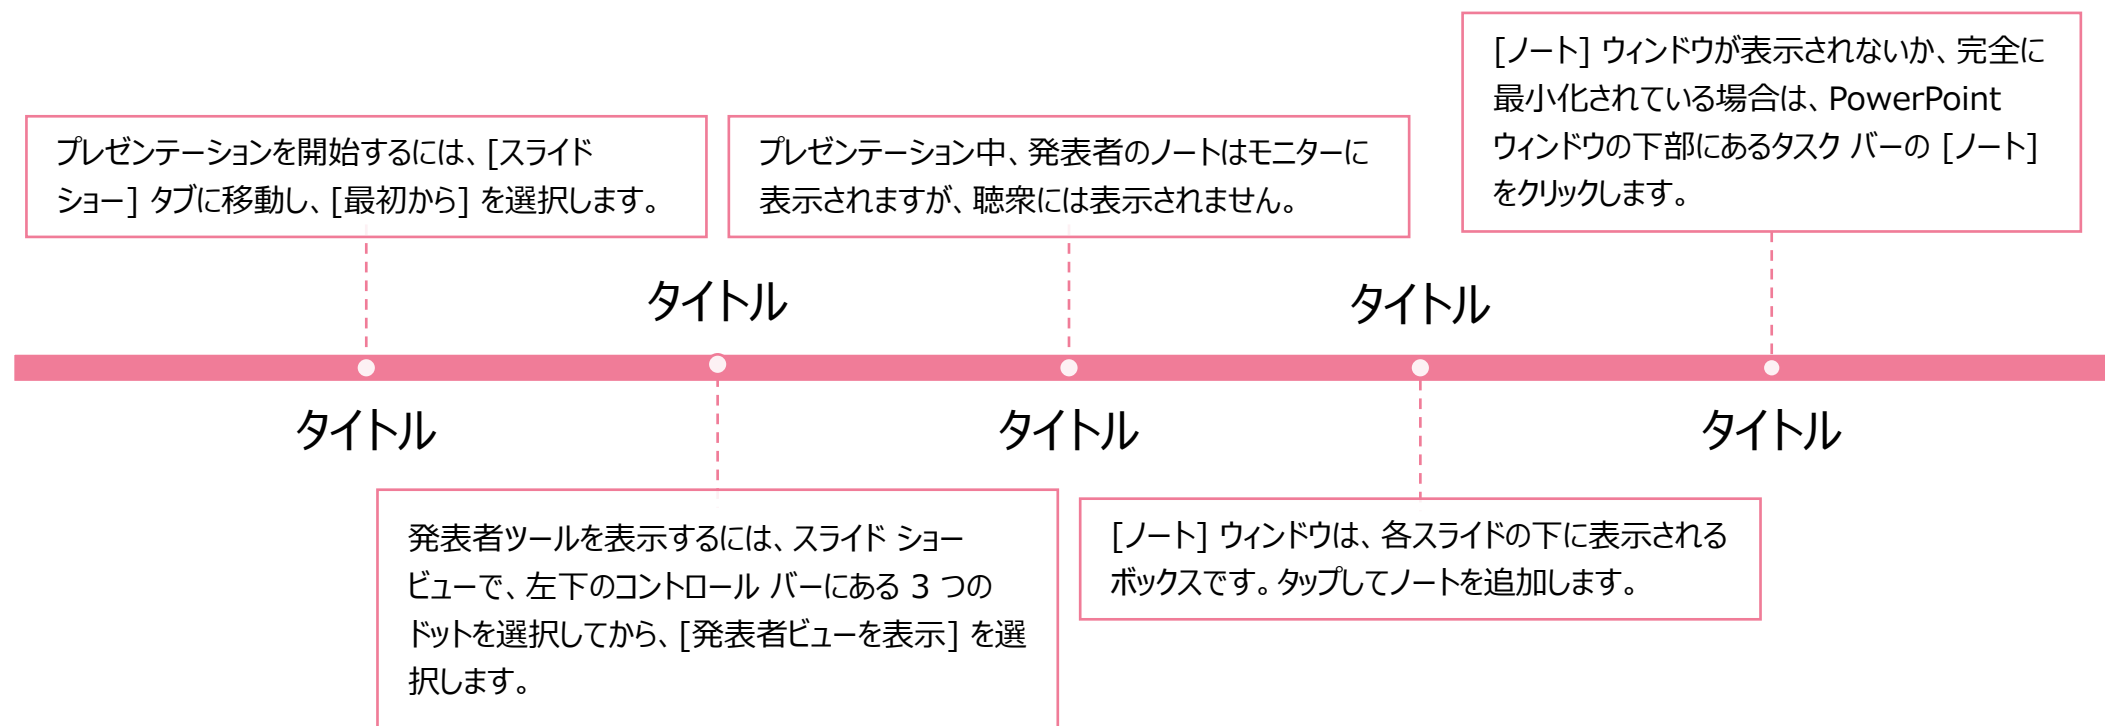 プレゼンテーションを開始するには、[スライド
ショー] タブに移動し、[最初から] を選択します。
タイトル
発表者ツールを表示するには、スライド ショー
ビューで、左下のコントロール バーにある 3 つの
ドットを選択してから、[発表者ビューを表示] を選
択します。
タイトル
プレゼンテーション中、発表者のノートはモニターに
表示されますが、聴衆には表示されません。
タイトル
[ノート] ウィンドウは、各スライドの下に表示される
ボックスです。タップしてノートを追加します。
タイトル
[ノート] ウィンドウが表示されないか、完全に
最小化されている場合は、PowerPoint
ウィンドウの下部にあるタスク バーの [ノート]
をクリックします。
タイトル